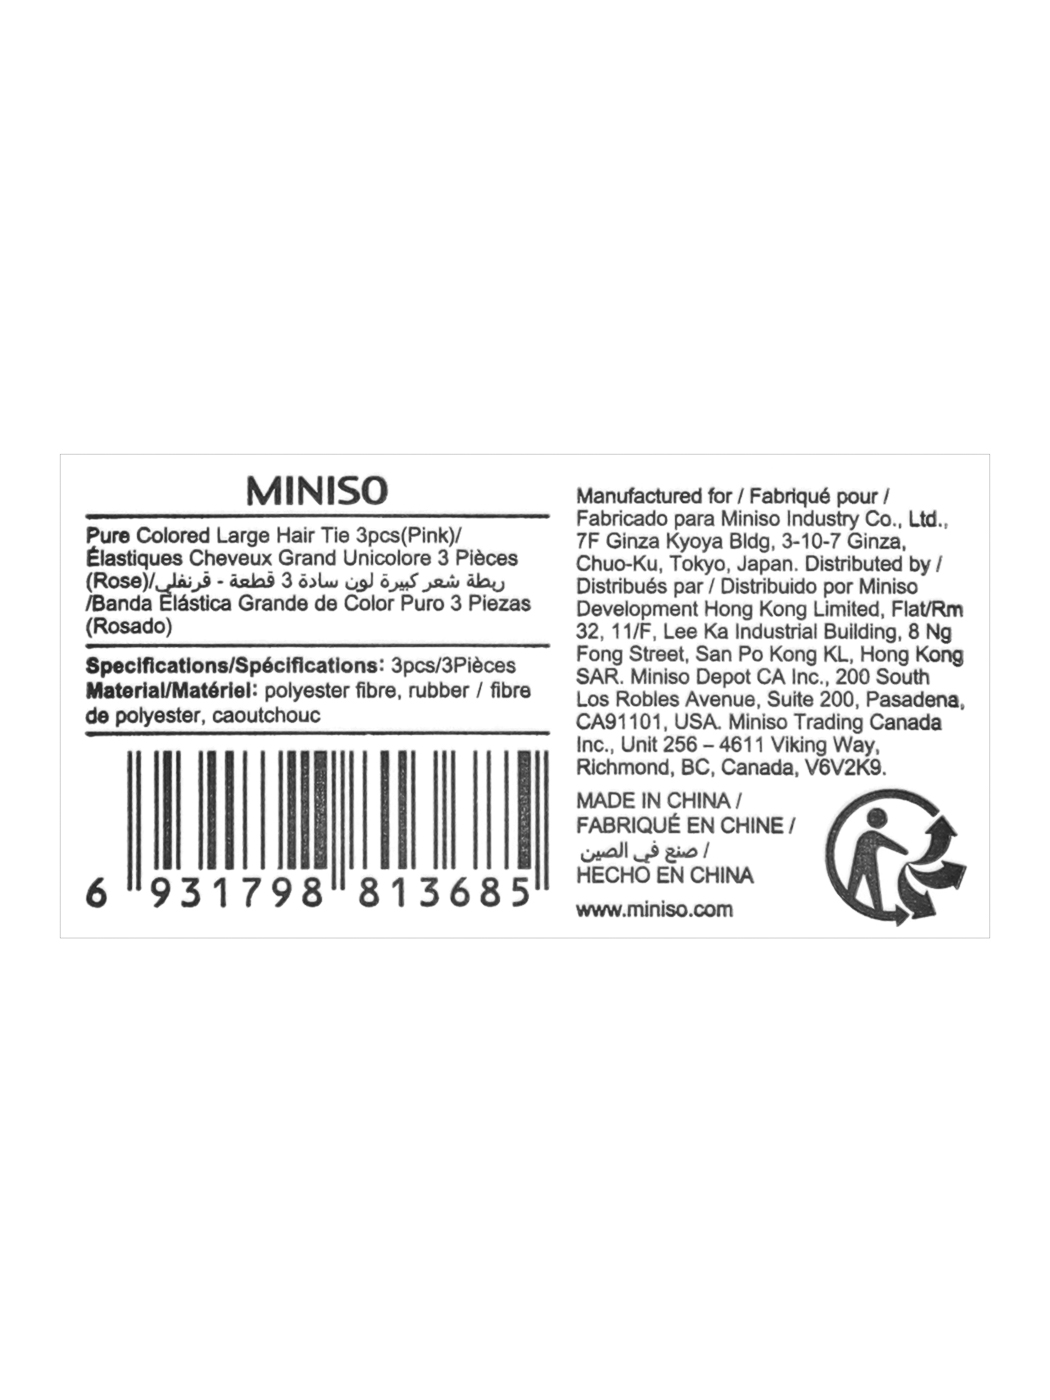 MINISO
Pure Colored Large Hair Tie 3pcs(Pink)/
Élastiques Cheveux Grand Unicolore 3 Pièces
(Rose)/ربطة شعر كبيرة لون سادة 3 قطعة - قرنفلي
/Banda Elástica Grande de Color Puro 3 Piezas
(Rosado)
Specifications/Spécifications: 3pcs/3Pièces
Material/Matériel: polyester fibre, rubber / fibre
de polyester, caoutchouc
6 931798 813685
Manufactured for / Fabriqué pour /
Fabricado para Miniso Industry Co., Ltd.,
7F Ginza Kyoya Bldg, 3-10-7 Ginza,
Chuo-Ku, Tokyo, Japan. Distributed by /
Distribués par / Distribuido por Miniso
Development Hong Kong Limited, Flat/Rm
32, 11/F, Lee Ka Industrial Building, 8 Ng
Fong Street, San Po Kong KL, Hong Kong
SAR. Miniso Depot CA Inc., 200 South
Los Robles Avenue, Suite 200, Pasadena,
CA91101, USA. Miniso Trading Canada
Inc., Unit 256 – 4611 Viking Way,
Richmond, BC, Canada, V6V2K9.
MADE IN CHINA /
FABRIQUÉ EN CHINE /
صنع في الصين /
HECHO EN CHINA
www.miniso.com